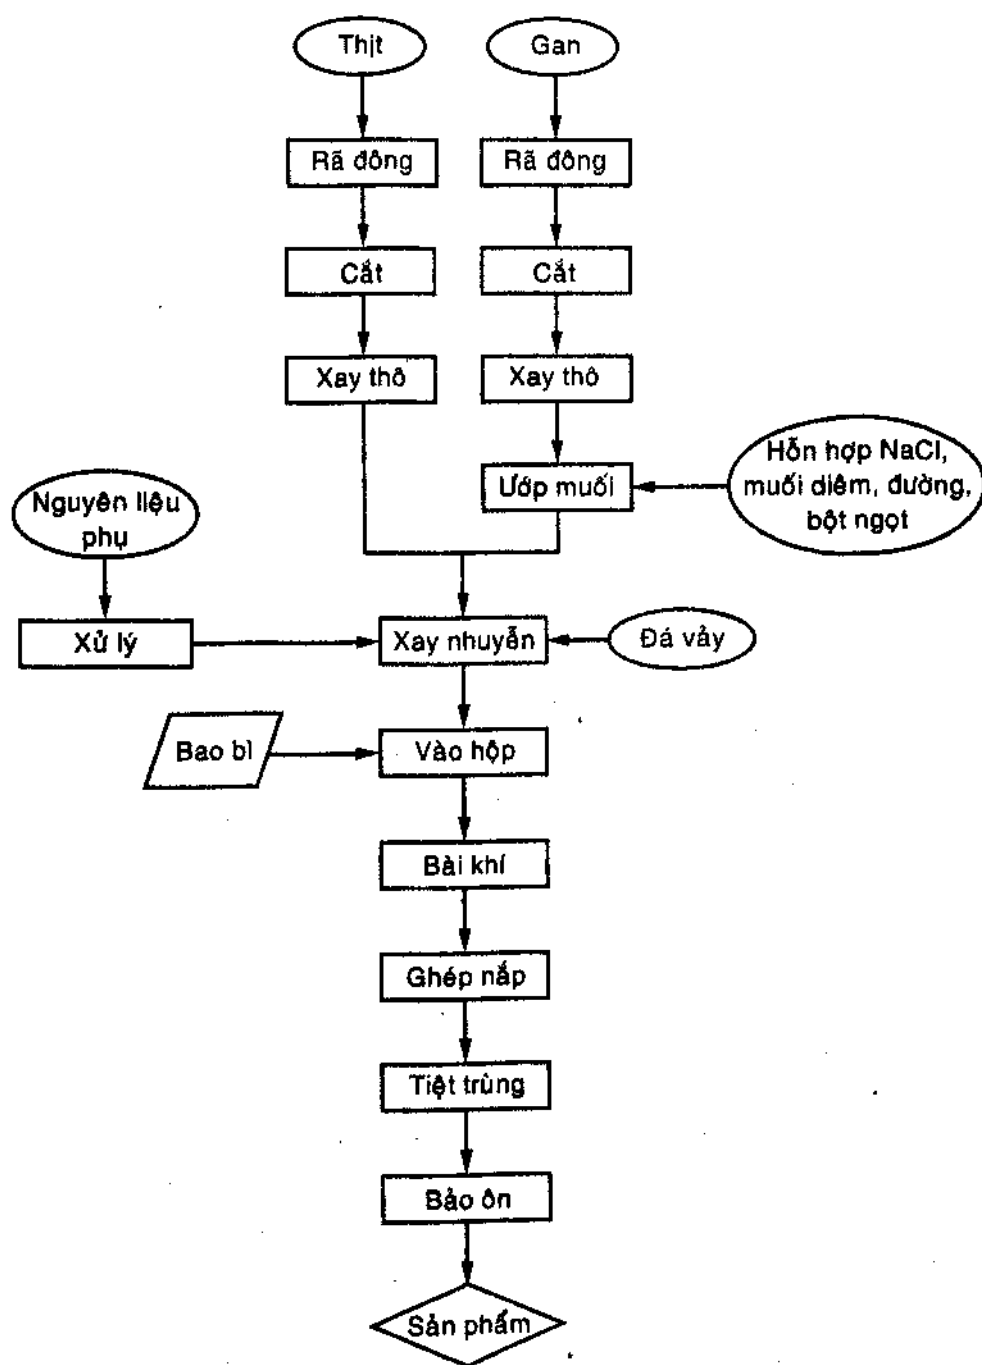 Thịt
Gan
Rã đông
Rã đông
Cắt
Cắt
Xay thô
Xay thô
Ướp muối
Hỗn hợp NaCl,
muối diêm, đường,
bột ngọt
Nguyên liệu
phụ
Xử lý
Xay nhuyễn
Đá vảy
Bao bì
Vào hộp
Bài khí
Ghép nắp
Tiệt trùng
Bảo ôn
Sản phẩm